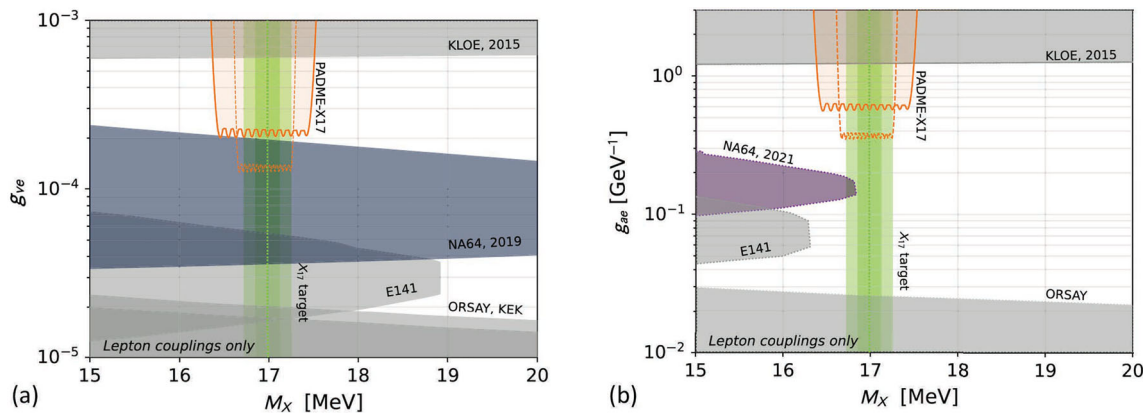 10⁻³
10⁻⁴
10⁻⁵
g_ve
KLOE, 2015
PADME-X17
NA64, 2019
X₁₇ target
E141
ORSAY, KEK
Lepton couplings only
15 16 17 18 19 20
M_X [MeV]
(a)
10⁰
10⁻¹
10⁻²
g_ae [GeV⁻¹]
KLOE, 2015
PADME-X17
NA64, 2021
E141
X₁₇ target
ORSAY
Lepton couplings only
15 16 17 18 19 20
M_X [MeV]
(b)